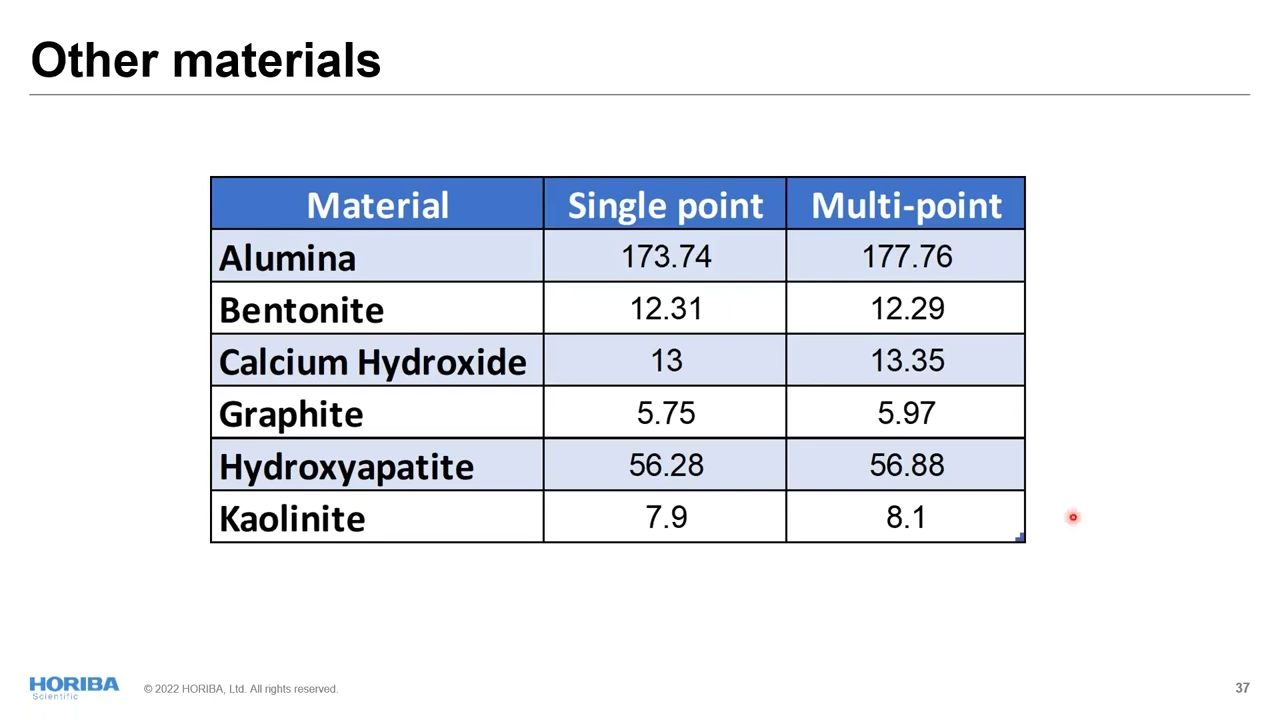 Other materials
Material Single point Multi-point
Alumina 173.74 177.76
Bentonite 12.31 12.29
Calcium Hydroxide 13 13.35
Graphite 5.75 5.97
Hydroxyapatite 56.28 56.88
Kaolinite 7.9 8.1
HORIBA
Scientific
© 2022 HORIBA, Ltd. All rights reserved.
37